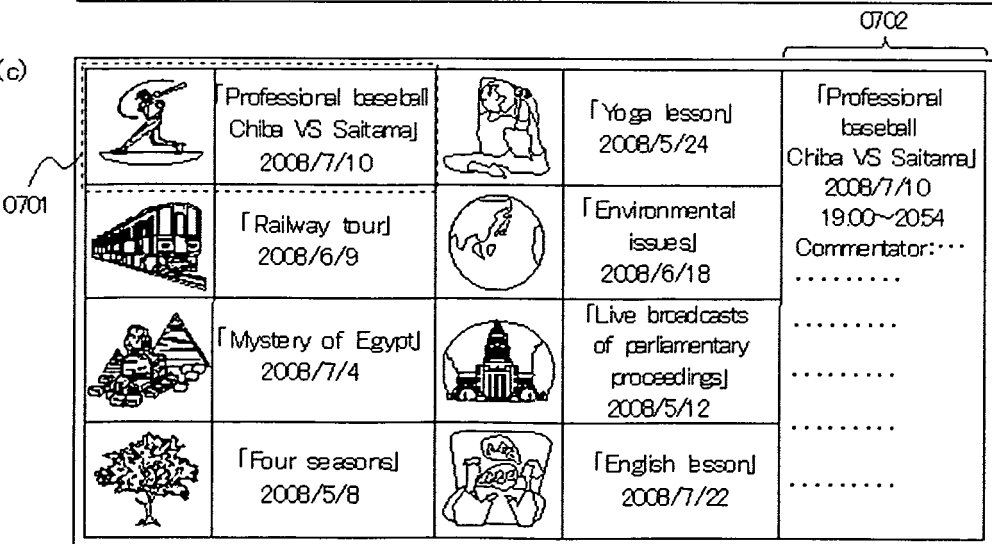 0702
(c)
0701
「Professional baseball
Chiba VS Saitama」
2008/7/10
「Yoga lesson」
2008/5/24
「Railway tour」
2008/6/9
「Environmental
issues」
2008/6/18
「Mystery of Egypt」
2008/7/4
「Live broadcasts
of parliamentary
proceedings」
2008/5/12
「Four seasons」
2008/5/8
「English lesson」
2008/7/22
「Professional
baseball
Chiba VS Saitama」
2008/7/10
19:00~20:54
Commentator:···
·········
·········
·········
·········
·········